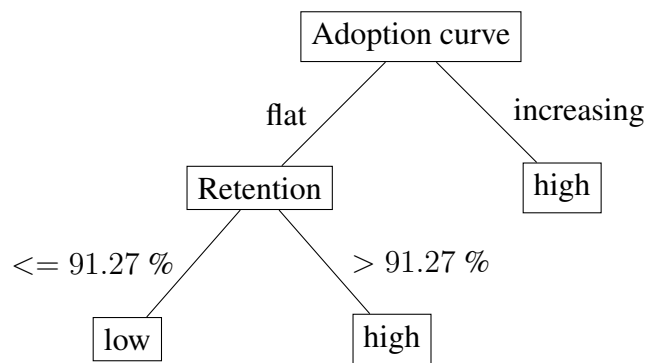 Adoption curve
flat
increasing
Retention
high
<= 91.27 %
> 91.27 %
low
high